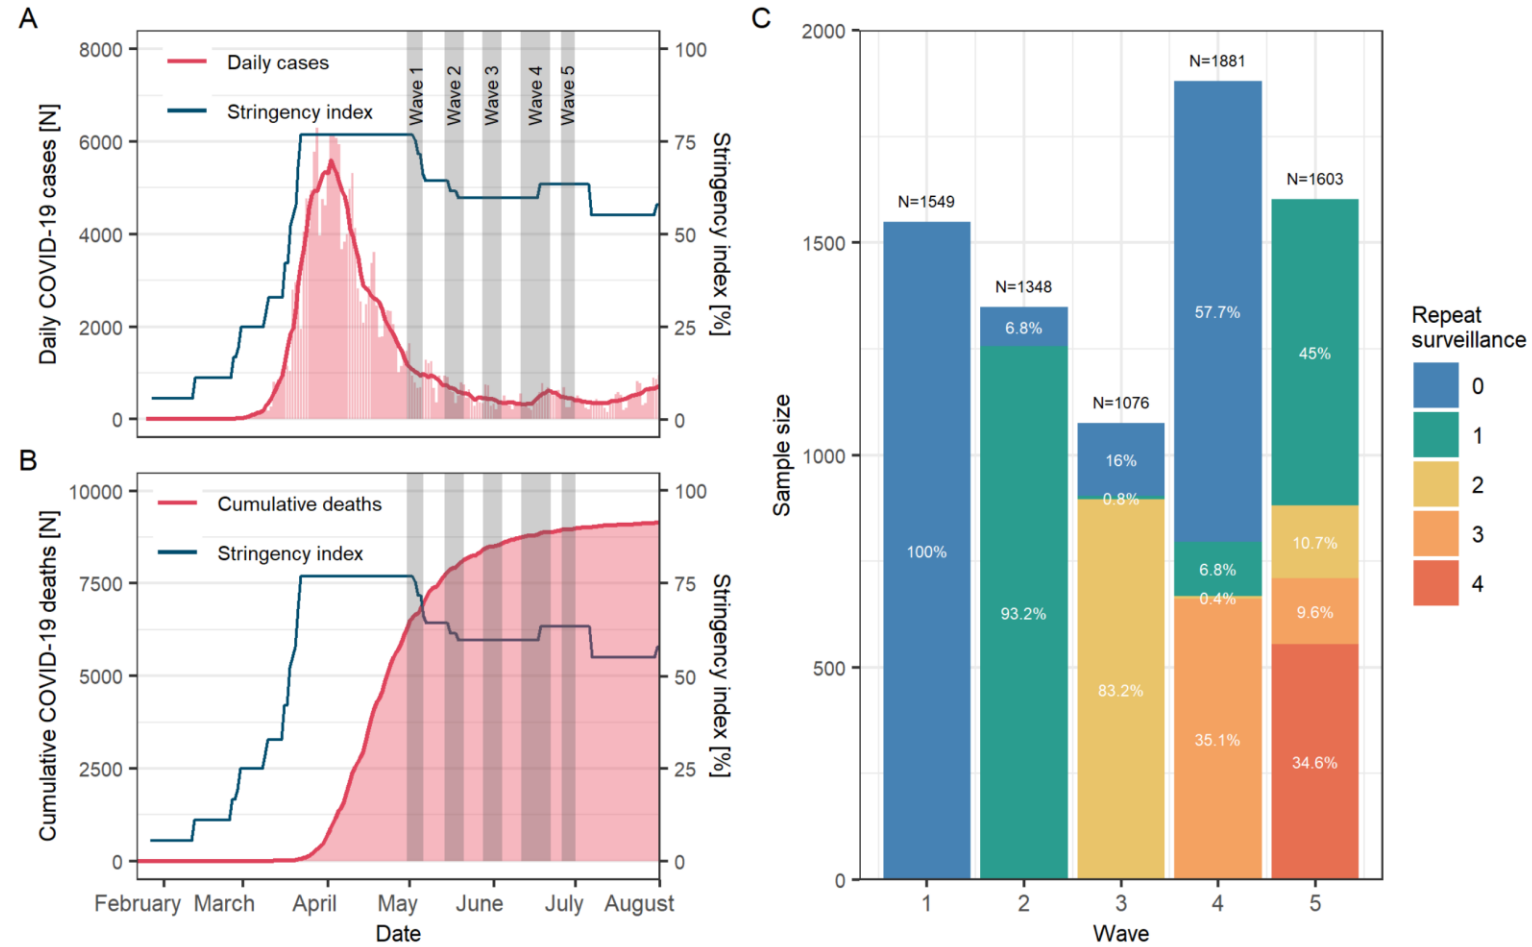 A
Daily COVID-19 cases [N]
8000
6000
4000
2000
0
Daily cases
Stringency index
Wave 1
Wave 2
Wave 3
Wave 4
Wave 5
100
75
50
25
0
Stringency index [%]
B
Cumulative COVID-19 deaths [N]
10000
7500
5000
2500
0
Cumulative deaths
Stringency index
100
75
50
25
0
Stringency index [%]
February March April May June July August
Date
C
Sample size
2000
1500
1000
500
0
N=1549
100%
N=1348
6.8%
93.2%
N=1076
16%
0.8%
83.2%
N=1881
57.7%
6.8%
0.4%
35.1%
N=1603
45%
10.7%
9.6%
34.6%
1 2 3 4 5
Wave
Repeat
surveillance
0
1
2
3
4